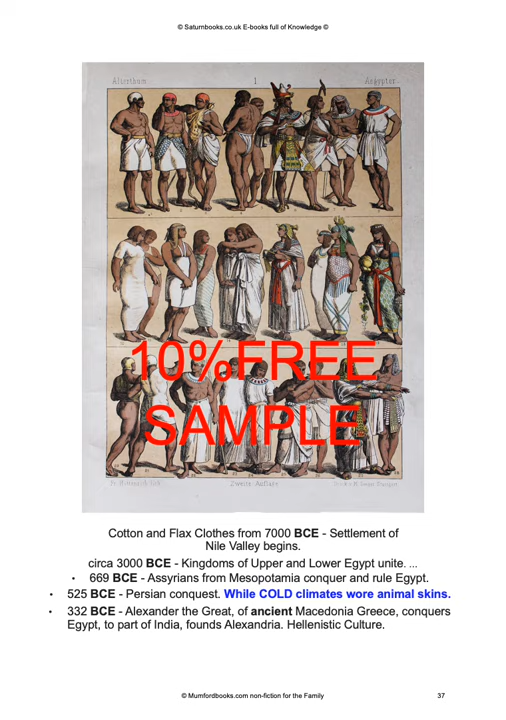 © Saturnbooks.co.uk E-books full of Knowledge ©
Alterthum.
1
Aegypter.
10%FREE
SAMPLE
Zweite Auflage
Cotton and Flax Clothes from 7000 BCE - Settlement of
Nile Valley begins.
circa 3000 BCE - Kingdoms of Upper and Lower Egypt unite. ...
• 669 BCE - Assyrians from Mesopotamia conquer and rule Egypt.
• 525 BCE - Persian conquest. While COLD climates wore animal skins.
• 332 BCE - Alexander the Great, of ancient Macedonia Greece, conquers
Egypt, to part of India, founds Alexandria. Hellenistic Culture.
© Mumfordbooks.com non-fiction for the Family
37